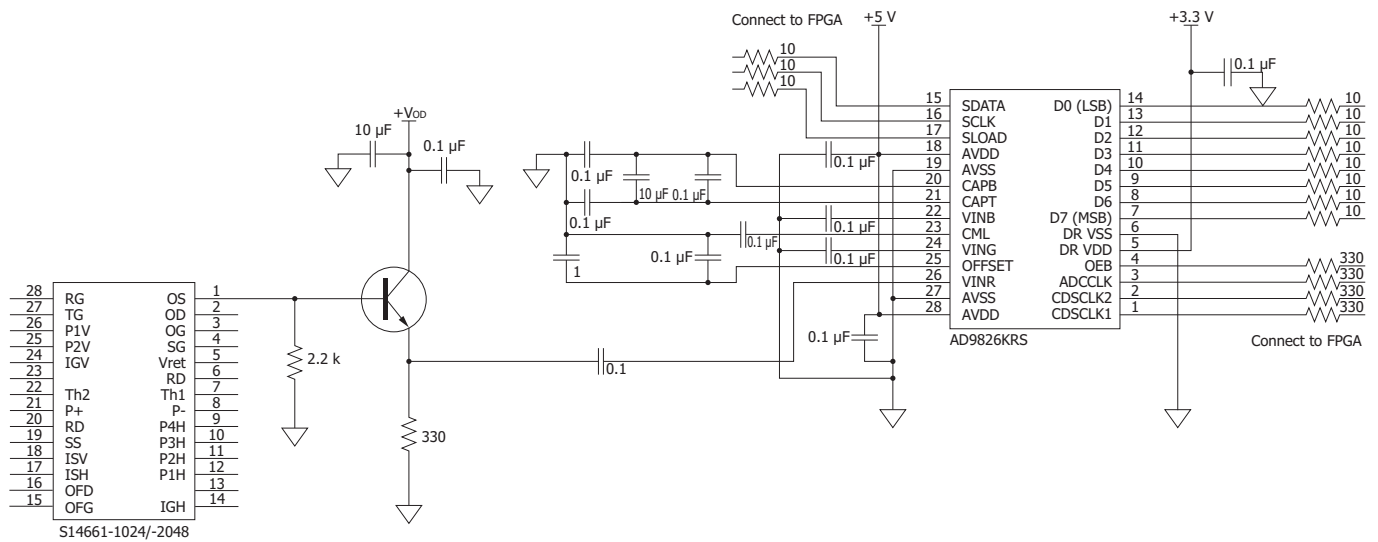 Connect to FPGA
+5 V
+3.3 V
10
10
10
0.1 µF
+VOD
10 µF
0.1 µF
0.1 µF
10 µF
0.1 µF
0.1 µF
0.1 µF
0.1 µF
0.1 µF
0.1 µF
0.1 µF
1
0.1 µF
0.1
2.2 k
330
15 SDATA D0 (LSB) 14 10
16 SCLK D1 13 10
17 SLOAD D2 12 10
18 AVDD D3 11 10
19 AVSS D4 10 10
20 CAPB D5 9 10
21 CAPT D6 8 10
22 VINB D7 (MSB) 7 10
23 CML DR VSS 6
24 VING DR VDD 5
25 OFFSET OEB 4 330
26 VINR ADCCLK 3 330
27 AVSS CDSCLK2 2 330
28 AVDD CDSCLK1 1 330
AD9826KRS
Connect to FPGA
28 RG OS 1
27 TG OD 2
26 P1V OG 3
25 P2V SG 4
24 IGV Vret 5
23 RD 6
22 Th2 Th1 7
21 P+ P- 8
20 RD P4H 9
19 SS P3H 10
18 ISV P2H 11
17 ISH P1H 12
16 OFD 13
15 OFG IGH 14
S14661-1024/-2048